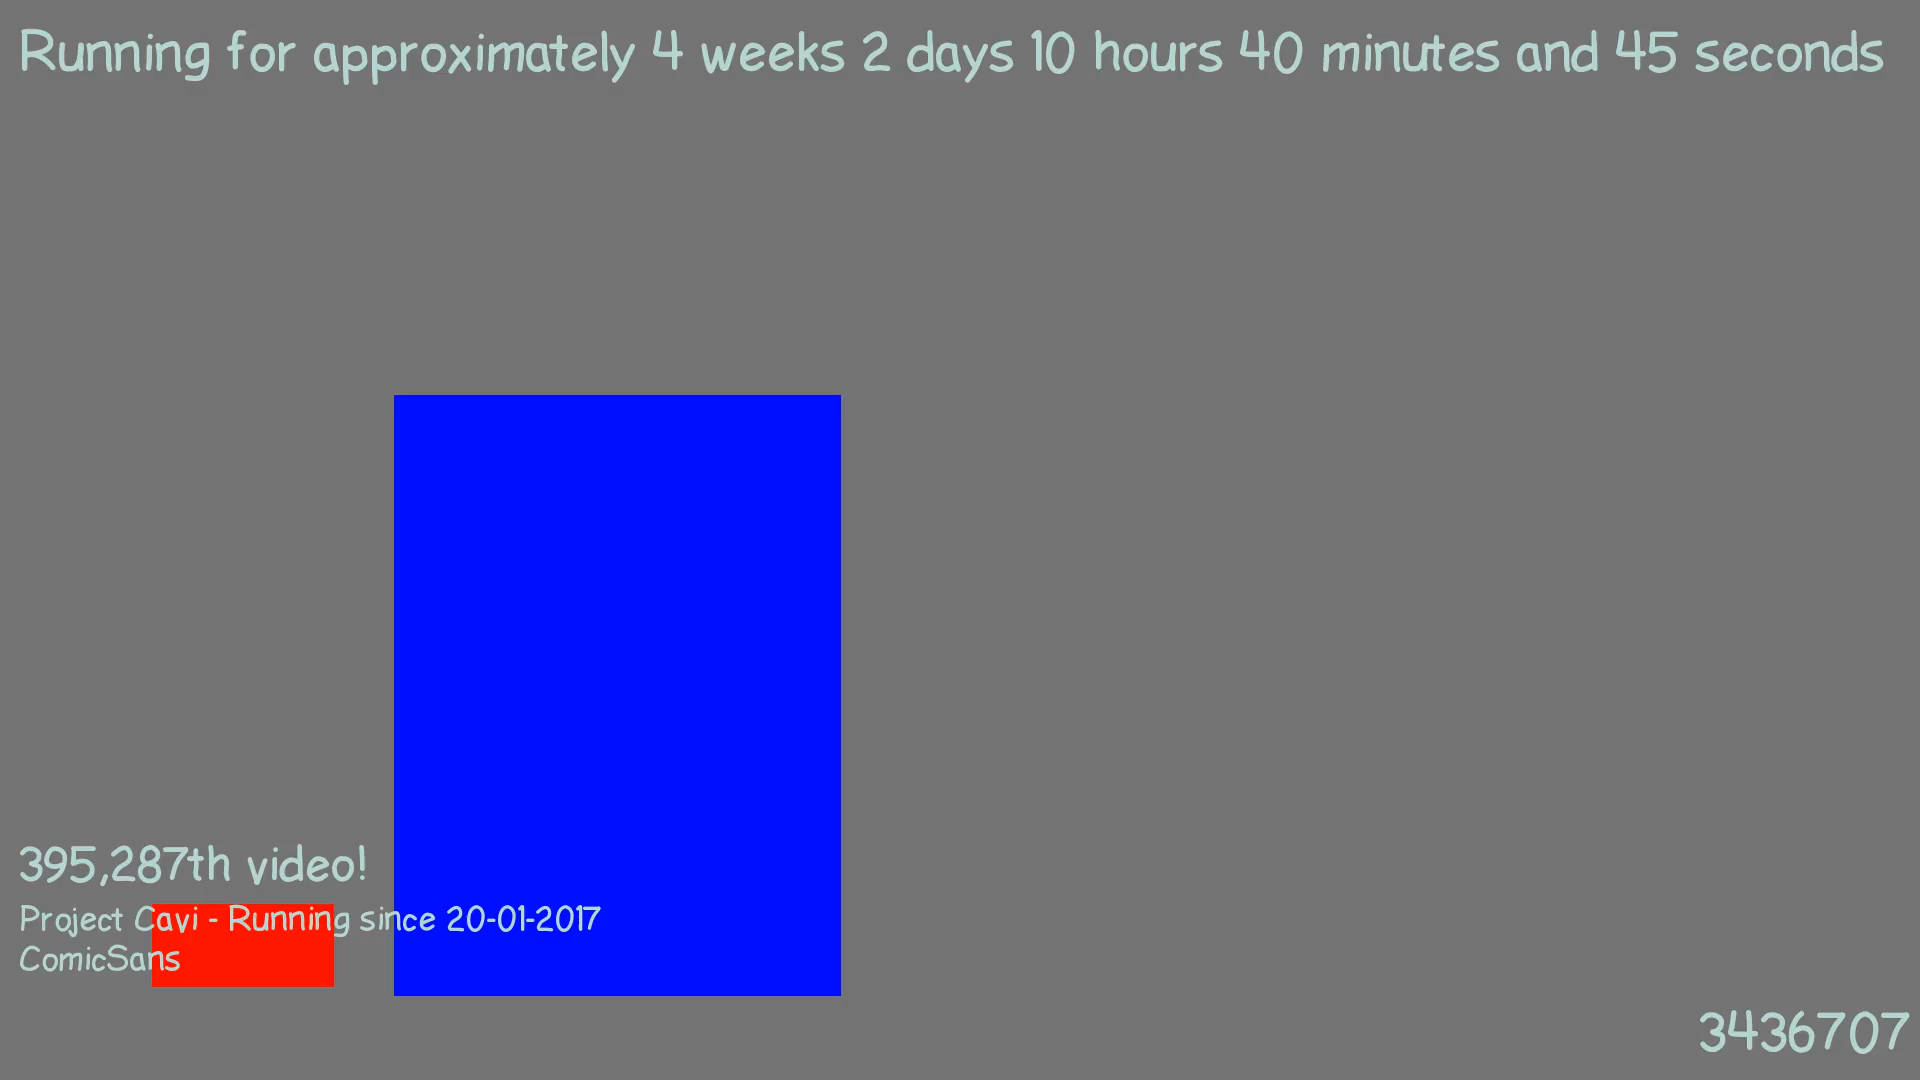 Running for approximately 4 weeks 2 days 10 hours 40 minutes and 45 seconds
395,287th video!
Project Cavi - Running since 20-01-2017
ComicSans
3436707